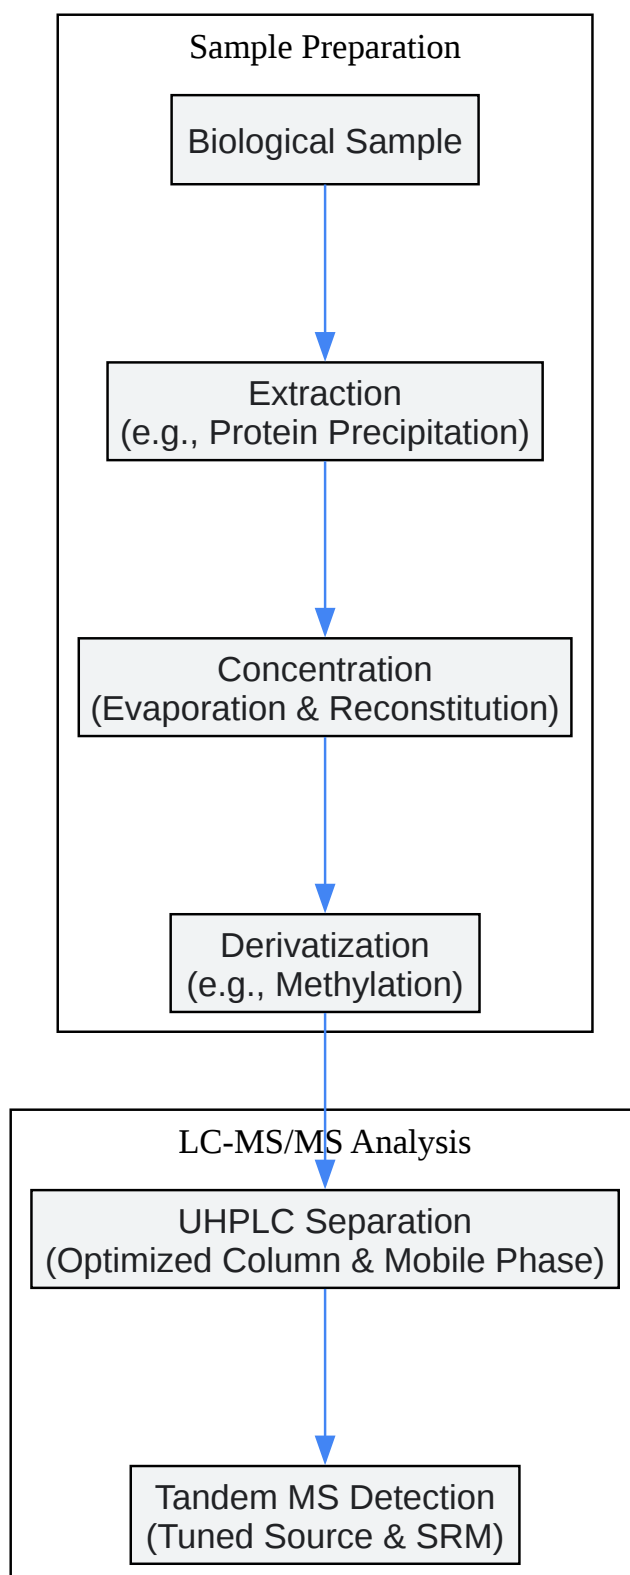 Sample Preparation
Biological Sample
Extraction
(e.g., Protein Precipitation)
Concentration
(Evaporation & Reconstitution)
Derivatization
(e.g., Methylation)
LC-MS/MS Analysis
UHPLC Separation
(Optimized Column & Mobile Phase)
Tandem MS Detection
(Tuned Source & SRM)